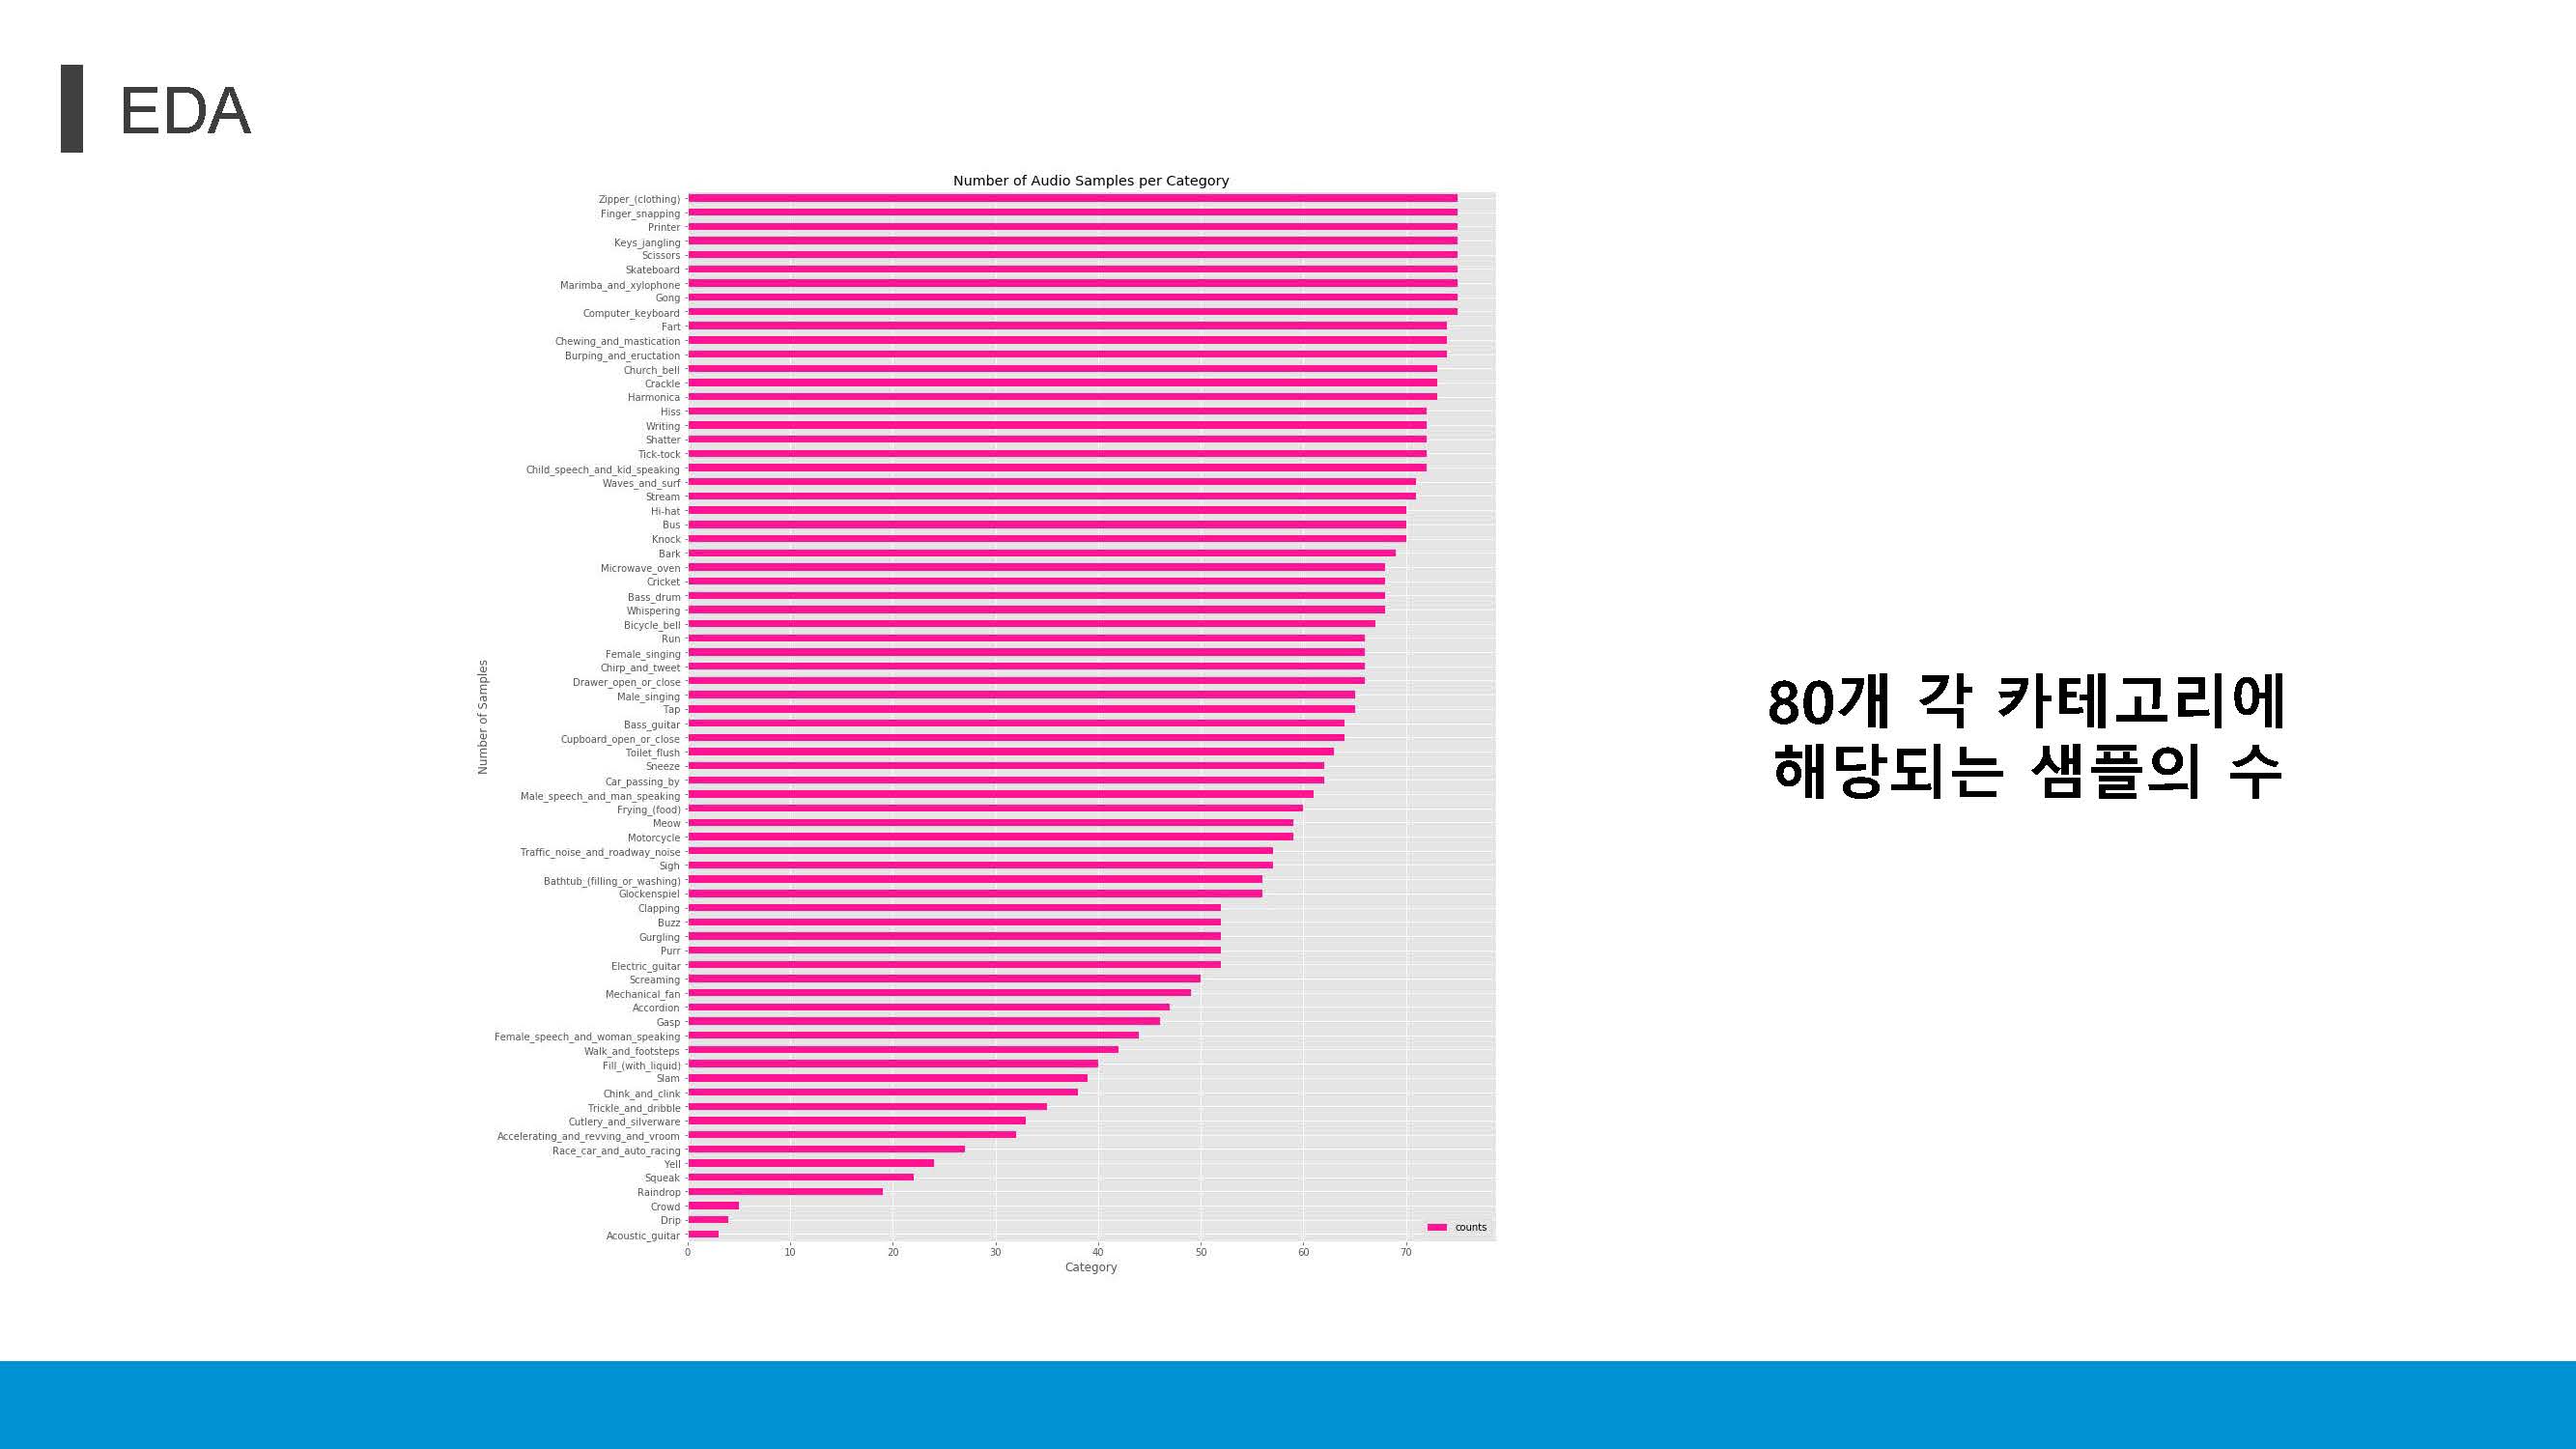 EDA
Number of Audio Samples per Category
Zipper_(clothing)
Finger_snapping
Printer
Keys_jangling
Scissors
Skateboard
Marimba_and_xylophone
Gong
Computer_keyboard
Fart
Chewing_and_mastication
Burping_and_eructation
Church_bell
Crackle
Harmonica
Hiss
Writing
Shatter
Tick-tock
Child_speech_and_kid_speaking
Waves_and_surf
Stream
Hi-hat
Bus
Knock
Bark
Microwave_oven
Cricket
Bass_drum
Whispering
Bicycle_bell
Run
Female_singing
Chirp_and_tweet
Drawer_open_or_close
Male_singing
Tap
Bass_guitar
Cupboard_open_or_close
Toilet_flush
Sneeze
Car_passing_by
Male_speech_and_man_speaking
Frying_(food)
Meow
Motorcycle
Traffic_noise_and_roadway_noise
Sigh
Bathtub_(filling_or_washing)
Glockenspiel
Clapping
Buzz
Gurgling
Purr
Electric_guitar
Screaming
Mechanical_fan
Accordion
Gasp
Female_speech_and_woman_speaking
Walk_and_footsteps
Fill_(with_liquid)
Slam
Chink_and_clink
Trickle_and_dribble
Cutlery_and_silverware
Accelerating_and_revving_and_vroom
Race_car_and_auto_racing
Yell
Squeak
Raindrop
Crowd
Drip
Acoustic_guitar
Number of Samples
counts
0 10 20 30 40 50 60 70
Category
80개 각 카테고리에
해당되는 샘플의 수